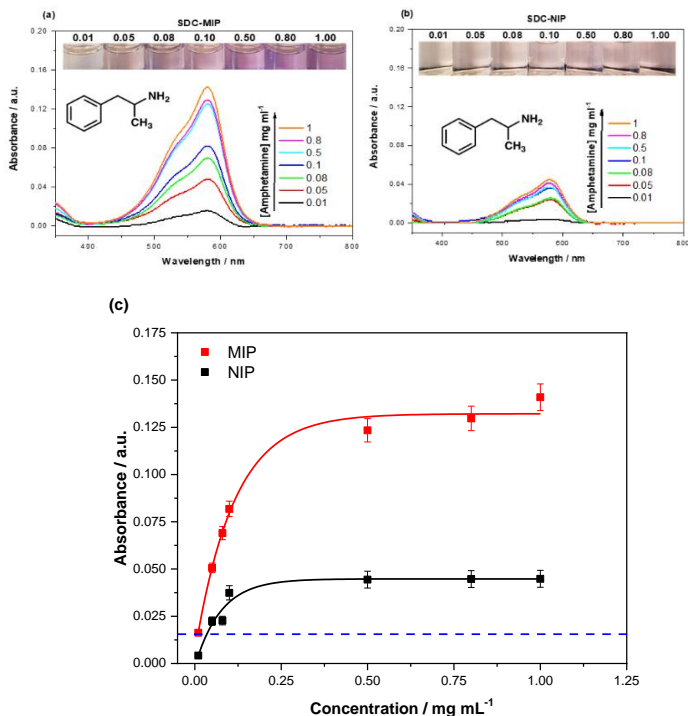 (a)
SDC-MIP
0.01 0.05 0.08 0.10 0.50 0.80 1.00
NH2
CH3
[Amphetamine] mg ml-1
1
0.8
0.5
0.1
0.08
0.05
0.01
Absorbance / a.u.
0.20
0.16
0.12
0.08
0.04
0.00
400 500 600 700 800
Wavelength / nm
(b)
SDC-NIP
0.01 0.05 0.08 0.10 0.50 0.80 1.00
NH2
CH3
[Amphetamine] mg ml-1
1
0.8
0.5
0.1
0.08
0.05
0.01
Absorbance / a.u.
0.20
0.16
0.12
0.08
0.04
0.00
400 500 600 700 800
Wavelength / nm
(c)
MIP
NIP
Absorbance / a.u.
0.175
0.150
0.125
0.100
0.075
0.050
0.025
0.000
0.00 0.25 0.50 0.75 1.00 1.25
Concentration / mg mL-1